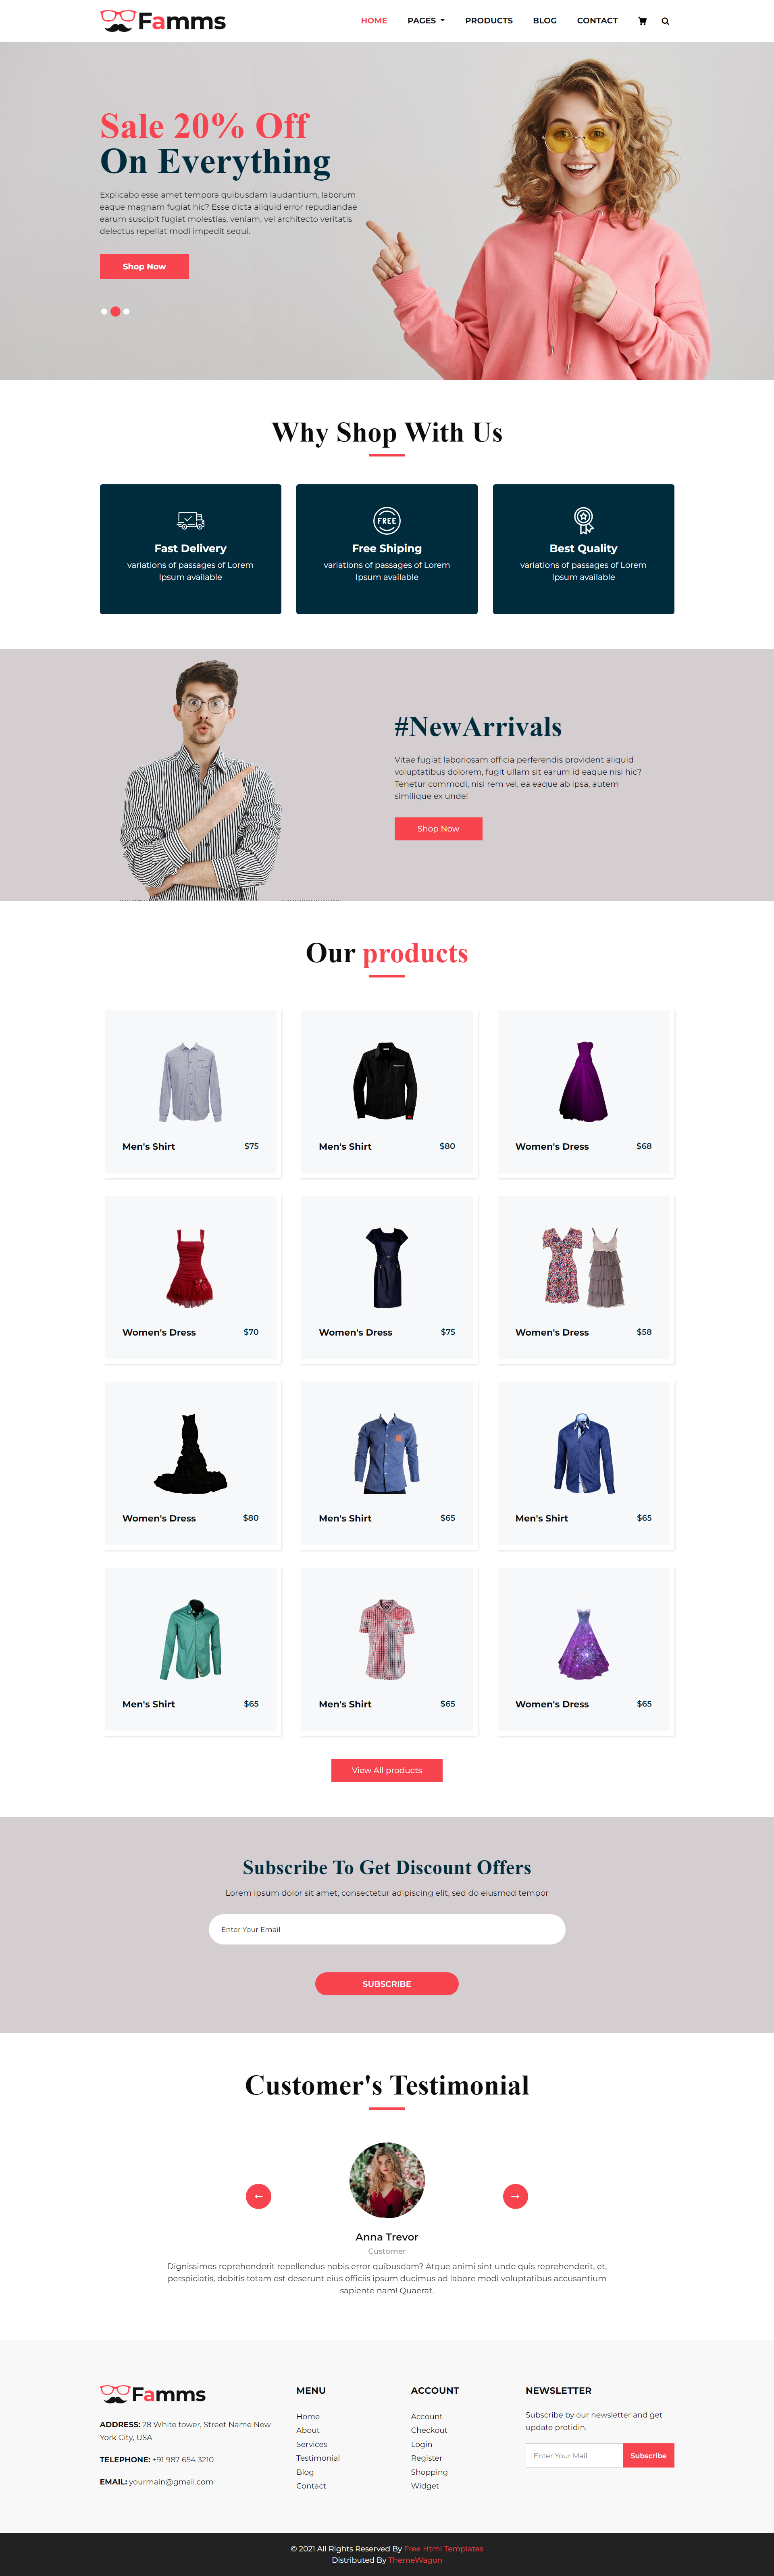 Famms
HOME PAGES PRODUCTS BLOG CONTACT
Sale 20% Off
On Everything
Explicabo esse amet tempora quibusdam laudantium, laborum
eaque magnam fugiat hic? Esse dicta aliquid error repudiandae
earum suscipit fugiat molestias, veniam, vel architecto veritatis
delectus repellat modi impedit sequi.
Shop Now
Why Shop With Us
FREE
Fast Delivery
variations of passages of Lorem
Ipsum available
Free Shiping
variations of passages of Lorem
Ipsum available
Best Quality
variations of passages of Lorem
Ipsum available
#NewArrivals
Vitae fugiat laboriosam officia perferendis provident aliquid
voluptatibus dolorem, fugit ullam sit earum id eaque nisi hic?
Tenetur commodi, nisi rem vel, ea eaque ab ipsa, autem
similique ex unde!
Shop Now
Our products
Men's Shirt $75
Men's Shirt $80
Women's Dress $68
Women's Dress $70
Women's Dress $75
Women's Dress $58
Women's Dress $80
Men's Shirt $65
Men's Shirt $65
Men's Shirt $65
Men's Shirt $65
Women's Dress $65
View All products
Subscribe To Get Discount Offers
Lorem ipsum dolor sit amet, consectetur adipiscing elit, sed do eiusmod tempor
Enter Your Email
SUBSCRIBE
Customer's Testimonial
Anna Trevor
Customer
Dignissimos reprehenderit repellendus nobis error quibusdam? Atque animi sint unde quis reprehenderit, et,
perspiciatis, debitis totam est deserunt eius officiis ipsum ducimus ad labore modi voluptatibus accusantium
sapiente nam! Quaerat.
Famms
ADDRESS: 28 White tower, Street Name New
York City, USA
TELEPHONE: +91 987 654 3210
EMAIL: yourmain@gmail.com
MENU
Home
About
Services
Testimonial
Blog
Contact
ACCOUNT
Account
Checkout
Login
Register
Shopping
Widget
NEWSLETTER
Subscribe by our newsletter and get
update protidin.
Enter Your Mail
Subscribe
© 2021 All Rights Reserved By Free Html Templates
Distributed By ThemeWagon